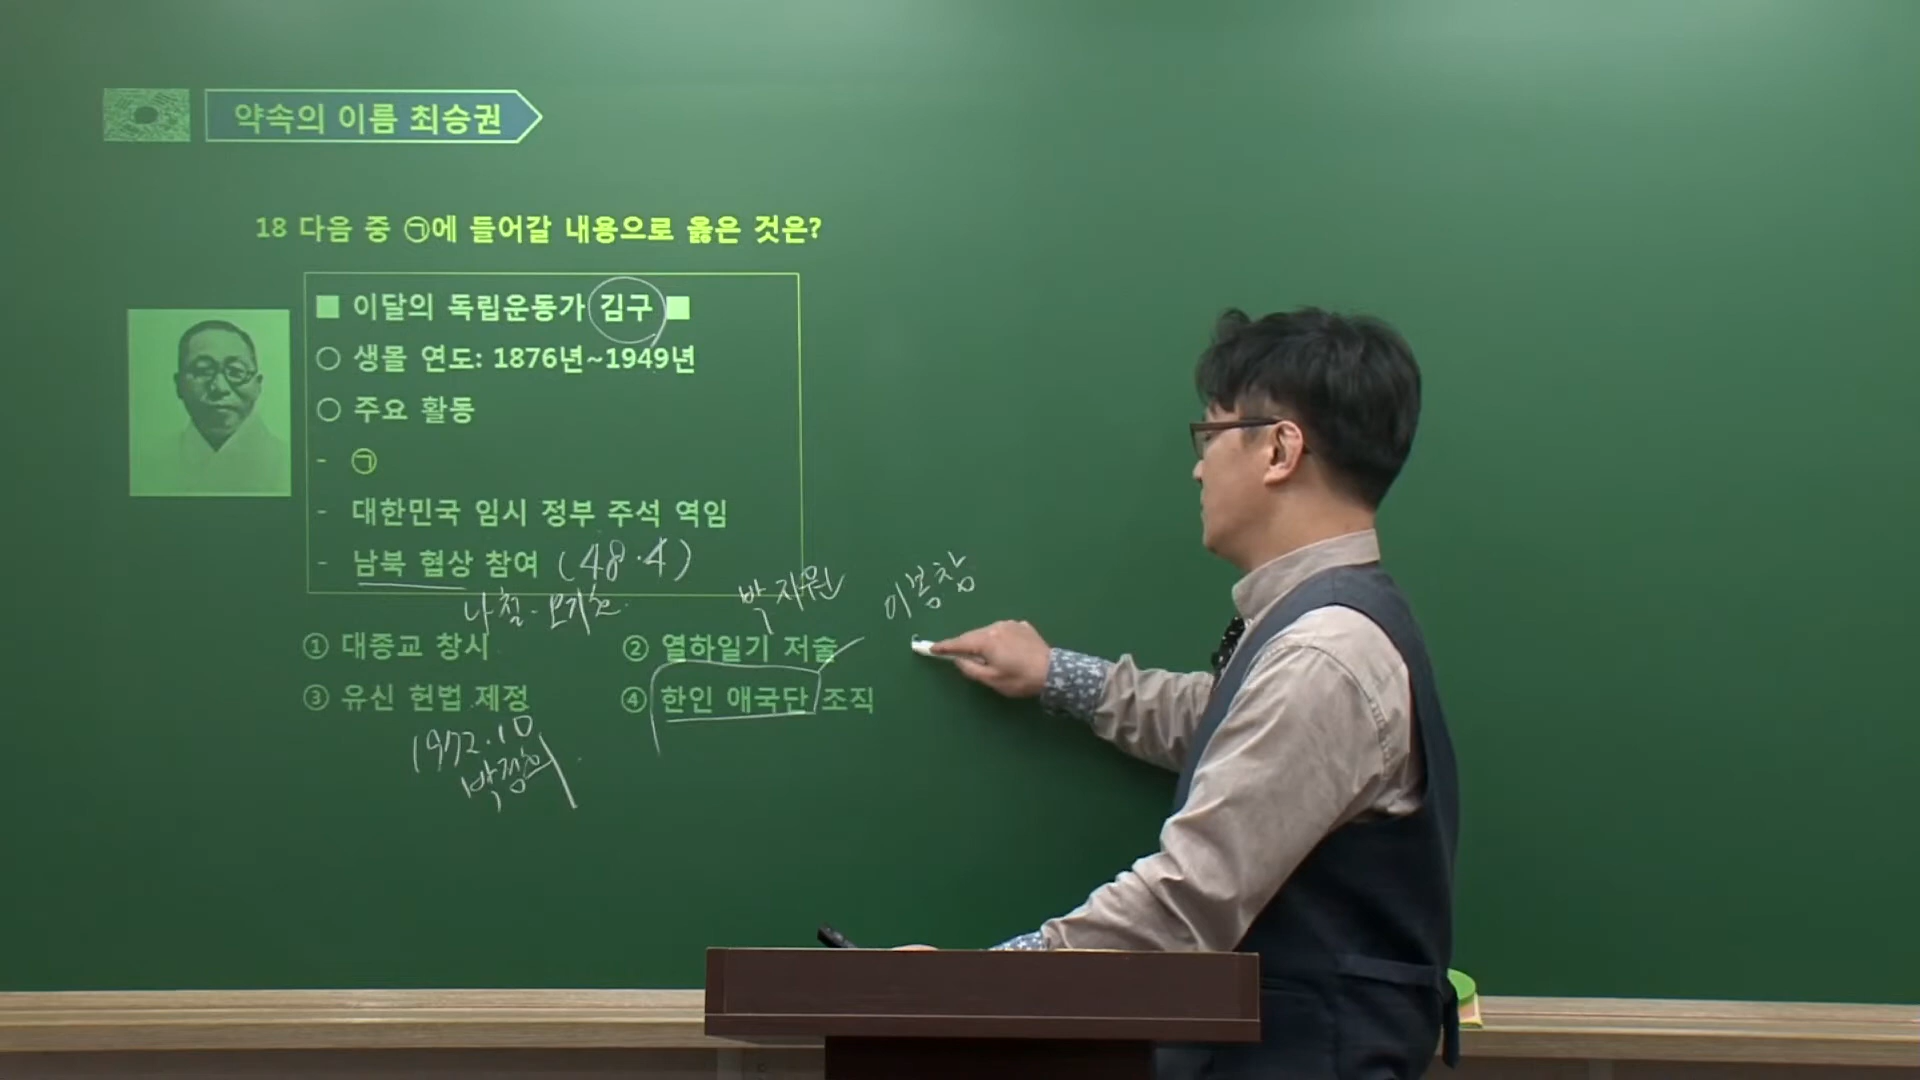 약속의 이름 최승권
18 다음 중 ㉠에 들어갈 내용으로 옳은 것은?
■ 이달의 독립운동가 김구 ■
○ 생몰 연도: 1876년~1949년
○ 주요 활동
- ㉠
- 대한민국 임시 정부 주석 역임
- 남북 협상 참여 (48.4)
나철·오기호
박지원
이봉창
① 대종교 창시
② 열하일기 저술
③ 유신 헌법 제정
④ 한인 애국단 조직
1972.10
박정희